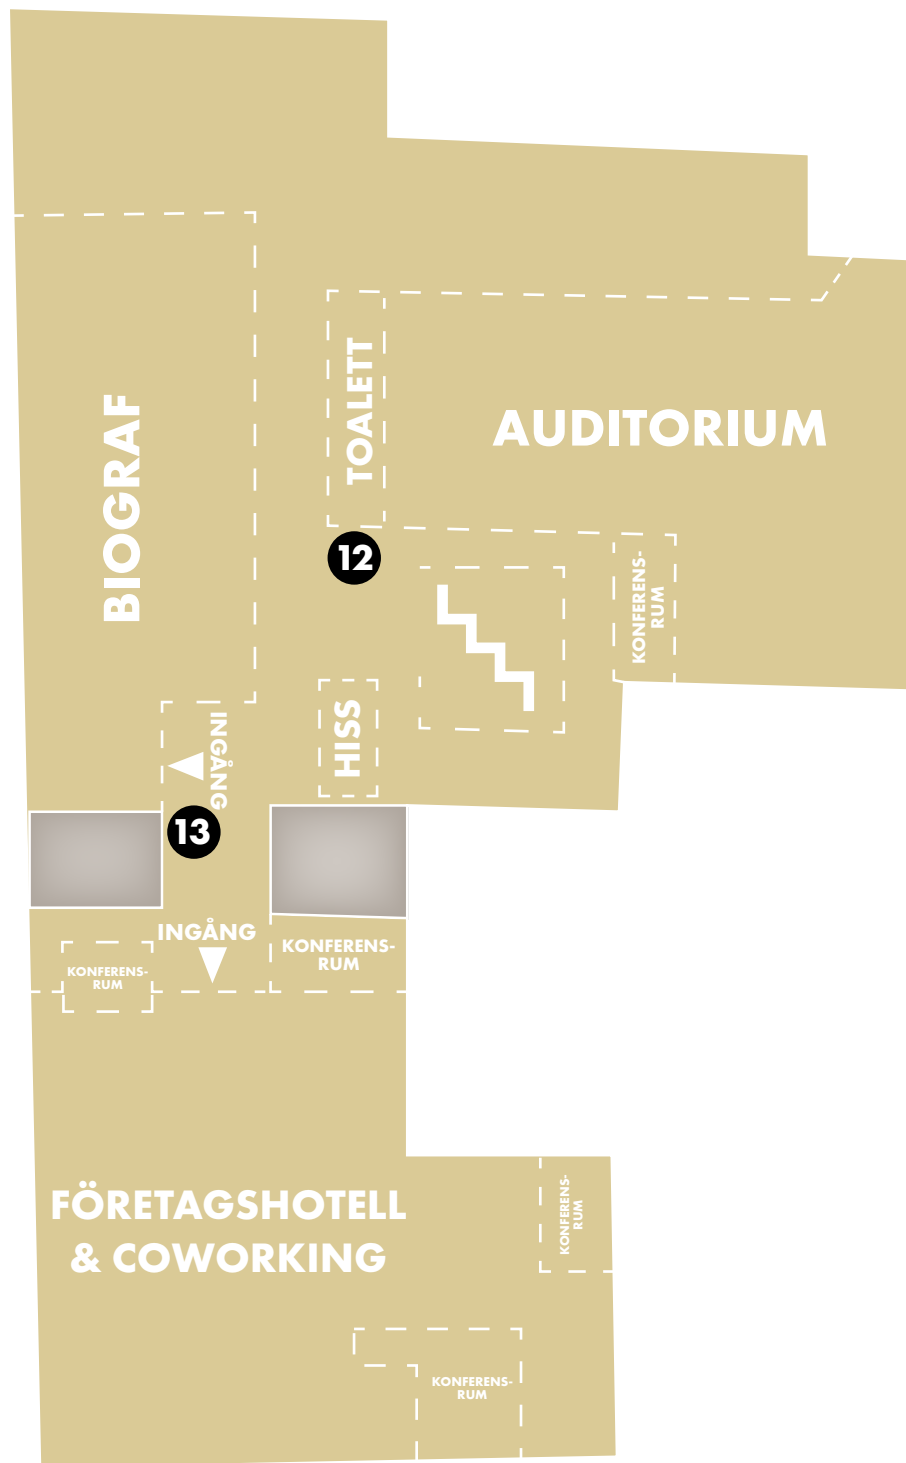 TOALETT
AUDITORIUM
BIOGRAF
12
KONFERENS-
RUM
HISS
INGÅNG
13
INGÅNG
KONFERENS-
RUM
KONFERENS-
RUM
FÖRETAGSHOTELL
& COWORKING
KONFERENS-
RUM
KONFERENS-
RUM